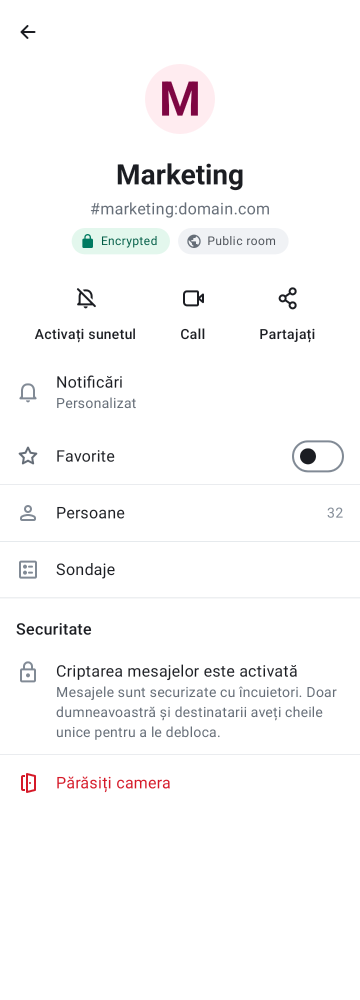 M
Marketing
#marketing:domain.com
Encrypted
Public room
Activați sunetul
Call
Partajați
Notificări
Personalizat
Favorite
Persoane
32
Sondaje
Securitate
Criptarea mesajelor este activată
Mesajele sunt securizate cu încuietori. Doar
dumneavoastră și destinatarii aveți cheile
unice pentru a le debloca.
Părăsiți camera